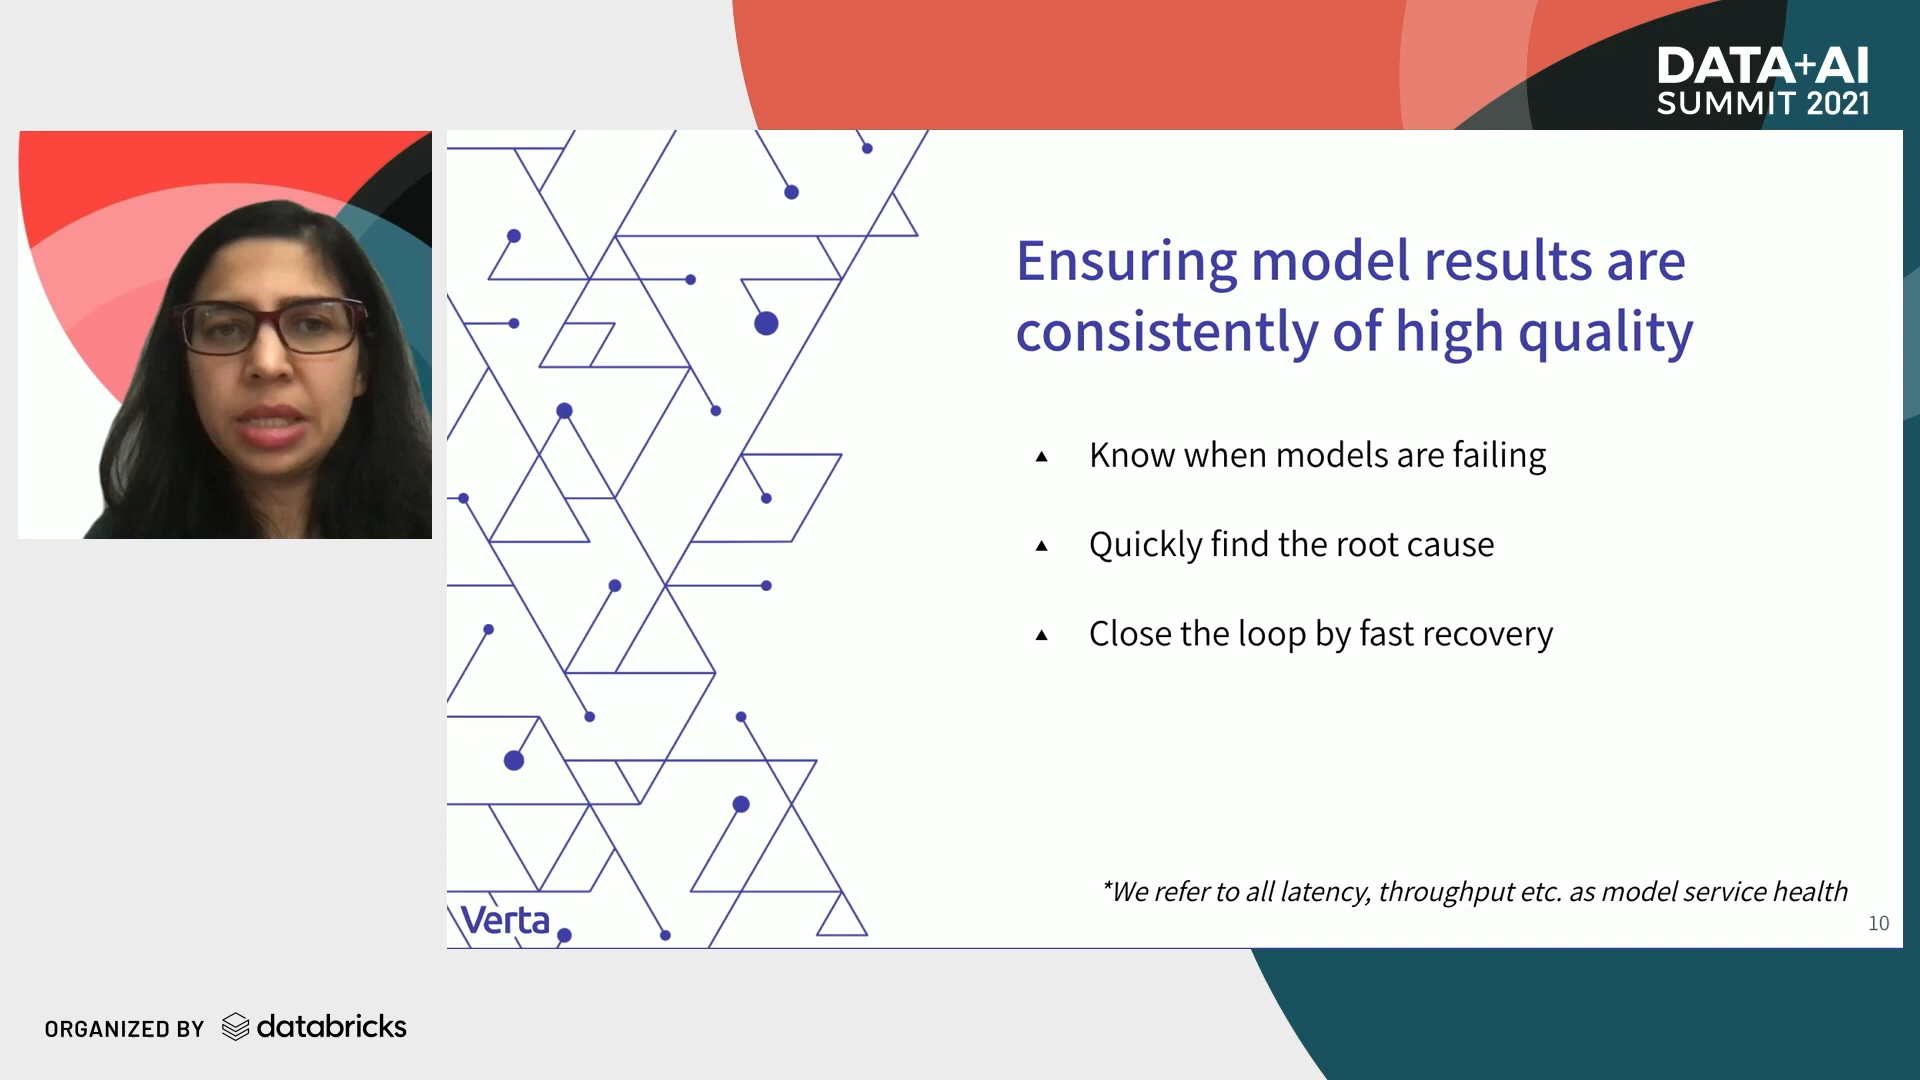 DATA+AI
SUMMIT 2021
Ensuring model results are
consistently of high quality
Know when models are failing
Quickly find the root cause
Close the loop by fast recovery
*We refer to all latency, throughput etc. as model service health
Verta
10
ORGANIZED BY databricks